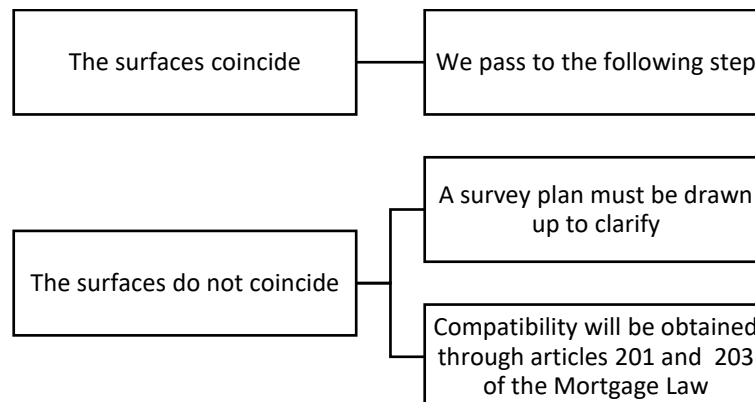 The surfaces coincide
We pass to the following step
A survey plan must be drawn
up to clarify
The surfaces do not coincide
Compatibility will be obtained
through articles 201 and 203
of the Mortgage Law